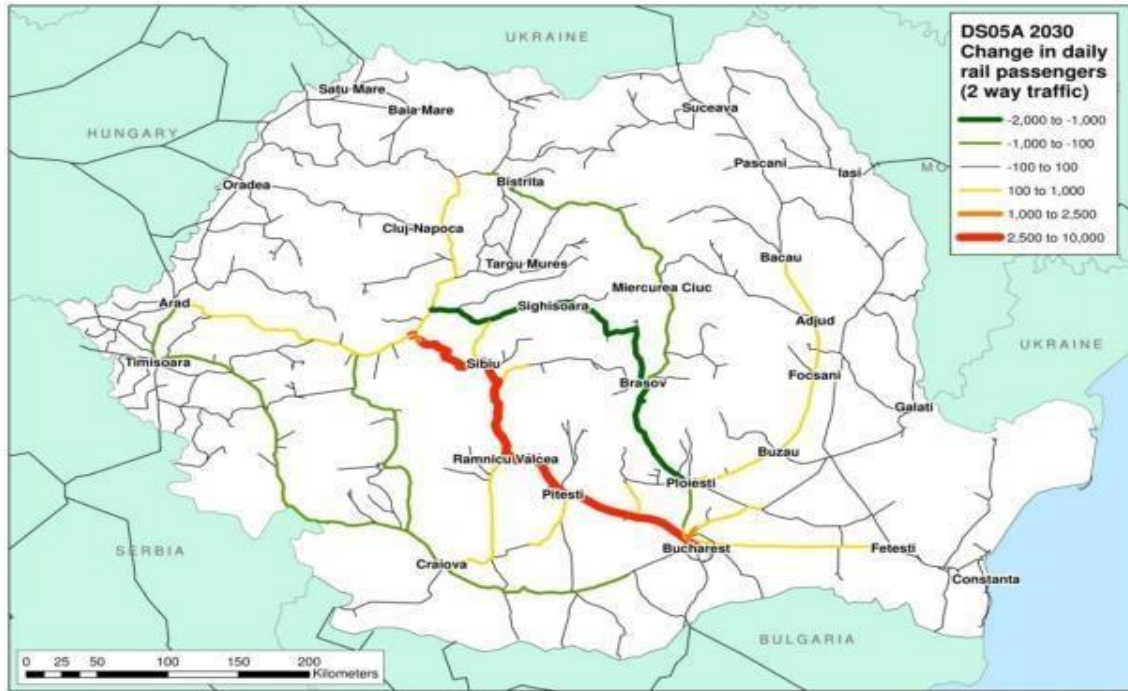 UKRAINE
DS05A 2030
Change in daily
rail passengers
(2 way traffic)
-2,000 to -1,000
-1,000 to -100
-100 to 100
100 to 1,000
1,000 to 2,500
2,500 to 10,000
Satu Mare
Baia Mare
Suceava
HUNGARY
Pascani
Iasi
MO
Oradea
Bistrita
Cluj-Napoca
Targu Mures
Bacau
Miercurea Ciuc
Arad
Sighisoara
Adjud
UKRAINE
Timisoara
Sibiu
Brasov
Focsani
Galati
Ramnicu Valcea
Buzau
Ploiesti
Pitesti
SERBIA
Bucharest
Fetesti
Craiova
Constanta
BULGARIA
0 25 50 100 150 200
Kilometers